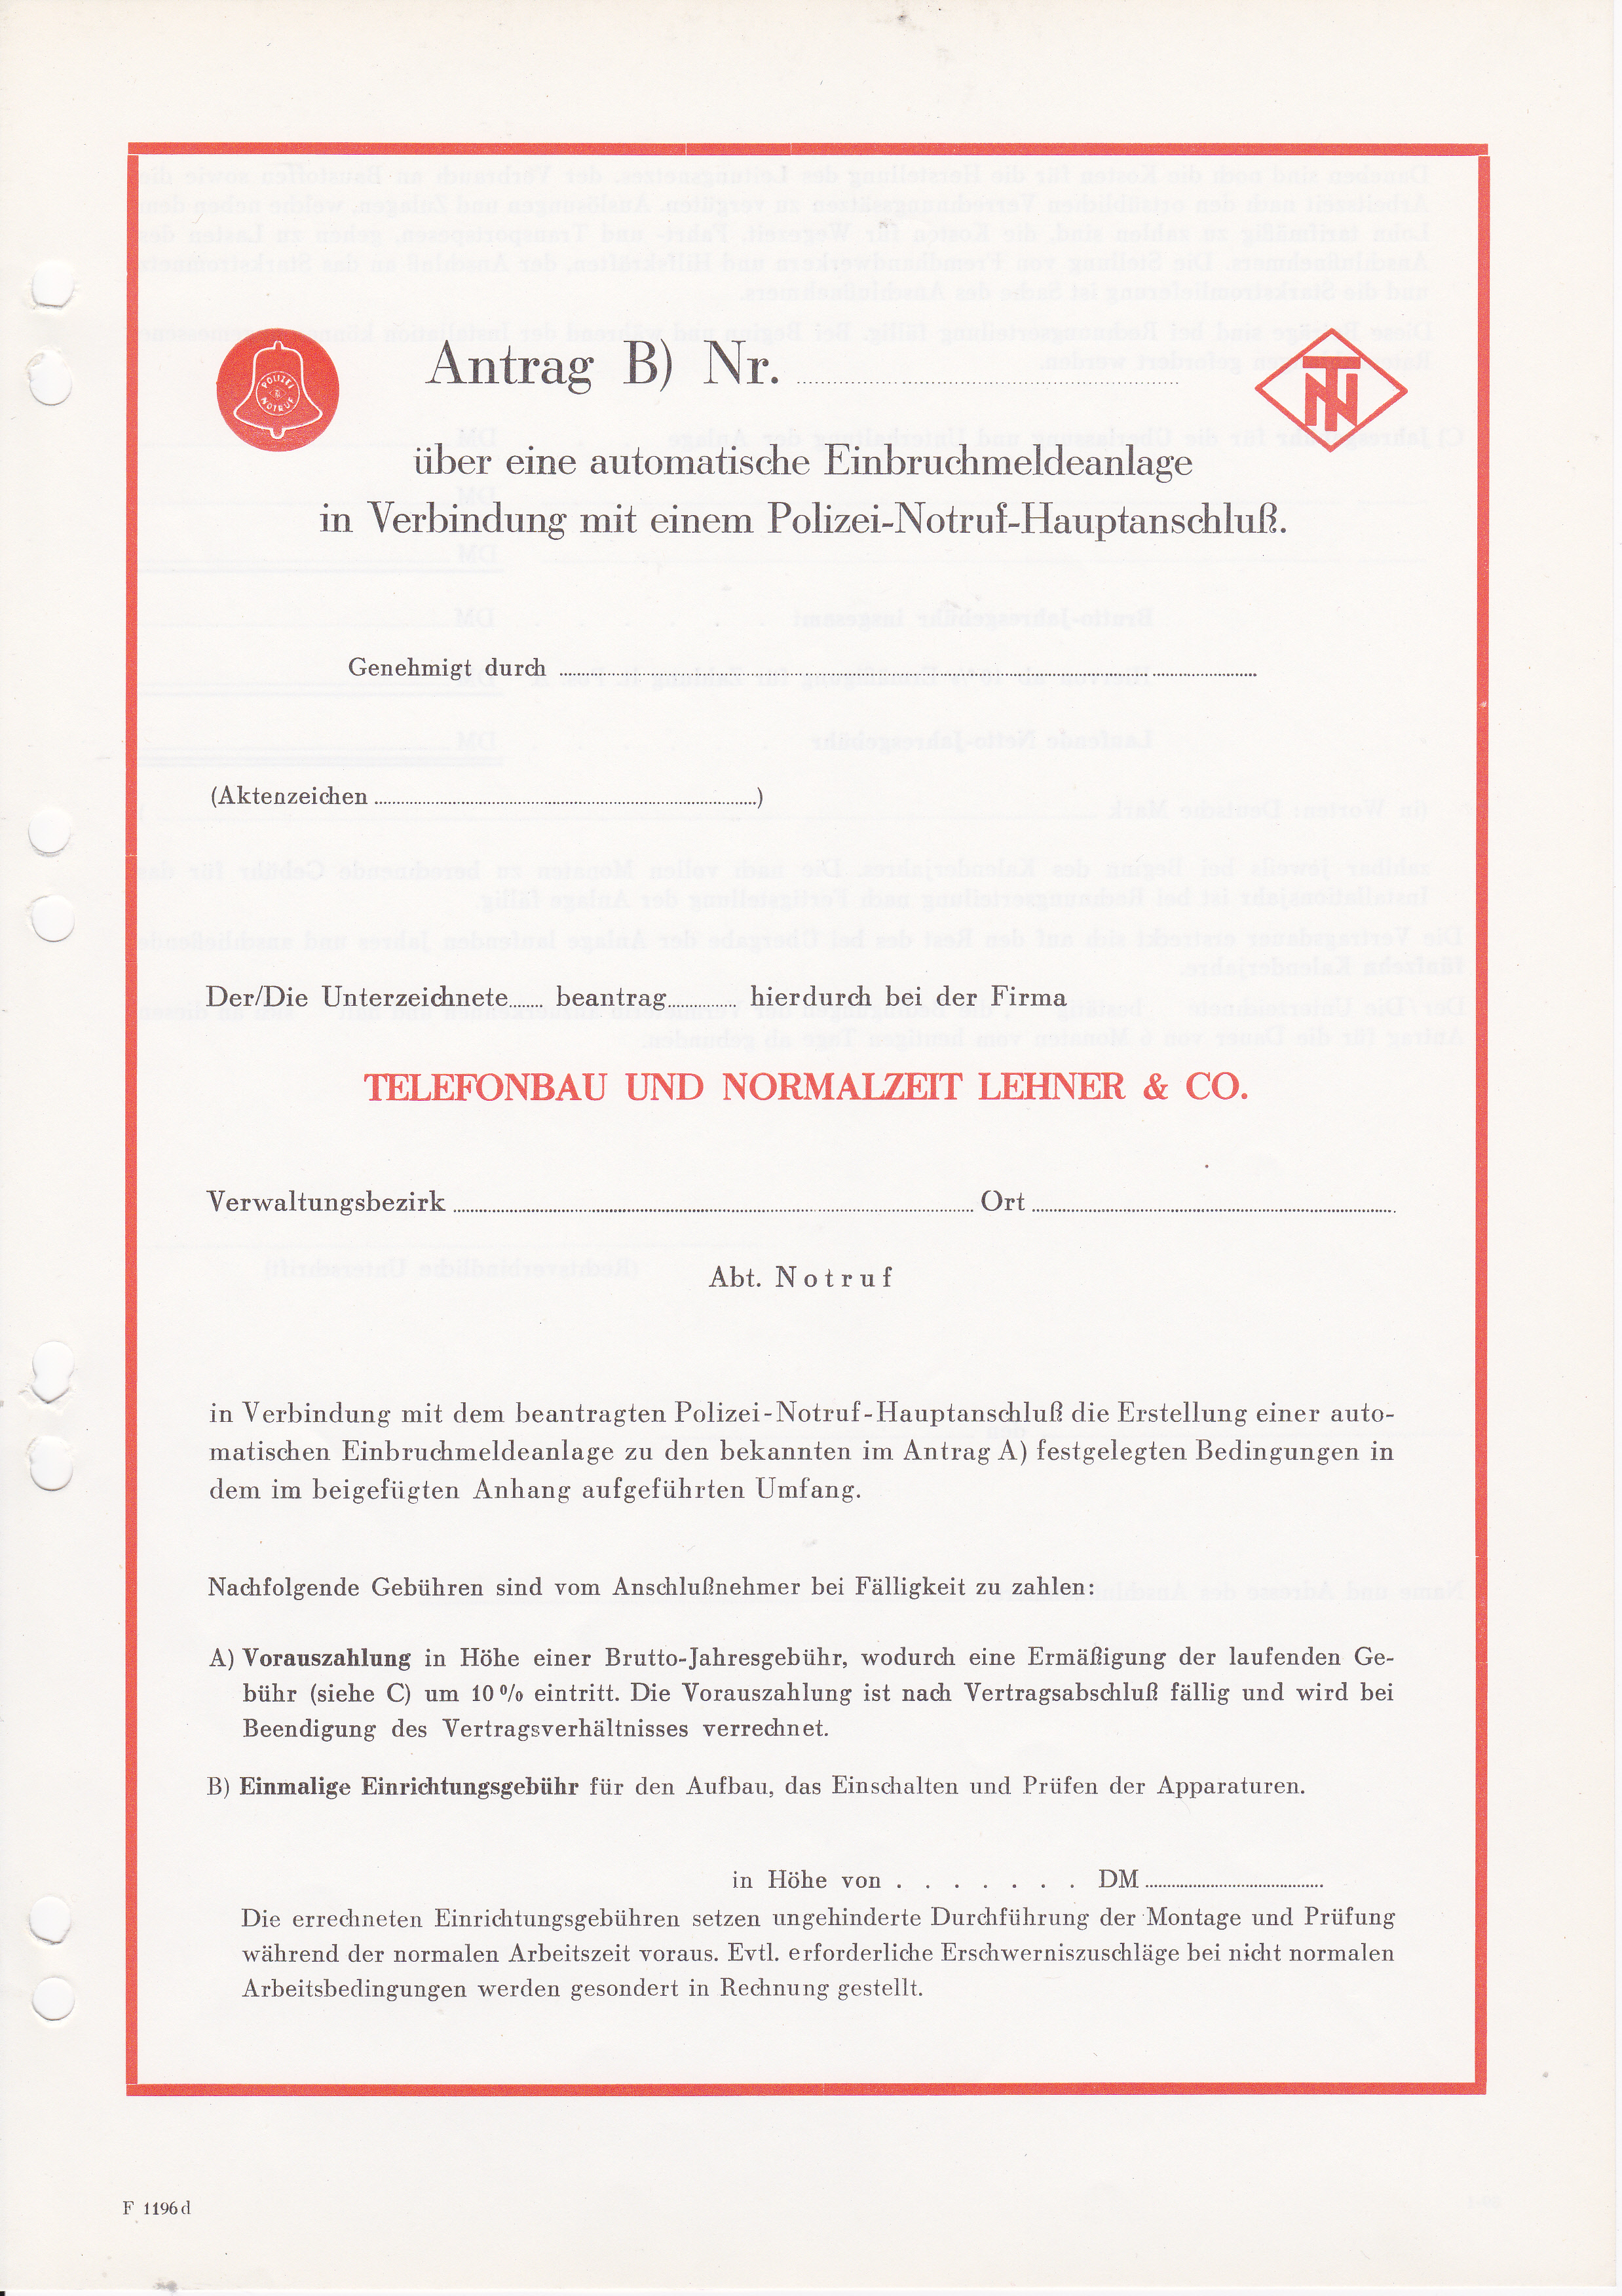 POLIZEI
NOTRUF
Antrag B) Nr.
TN
über eine automatische Einbruchmeldeanlage
in Verbindung mit einem Polizei-Notruf-Hauptanschluß.
Genehmigt durch
(Aktenzeichen )
Der/Die Unterzeichnete beantrag hierdurch bei der Firma
TELEFONBAU UND NORMALZEIT LEHNER & CO.
Verwaltungsbezirk Ort
Abt. Notruf
in Verbindung mit dem beantragten Polizei-Notruf-Hauptanschluß die Erstellung einer auto-
matischen Einbruchmeldeanlage zu den bekannten im Antrag A) festgelegten Bedingungen in
dem im beigefügten Anhang aufgeführten Umfang.
Nachfolgende Gebühren sind vom Anschlußnehmer bei Fälligkeit zu zahlen:
A) Vorauszahlung in Höhe einer Brutto-Jahresgebühr, wodurch eine Ermäßigung der laufenden Ge-
bühr (siehe C) um 10% eintritt. Die Vorauszahlung ist nach Vertragsabschluß fällig und wird bei
Beendigung des Vertragsverhältnisses verrechnet.
B) Einmalige Einrichtungsgebühr für den Aufbau, das Einschalten und Prüfen der Apparaturen.
in Höhe von . . . . . . . DM
Die errechneten Einrichtungsgebühren setzen ungehinderte Durchführung der Montage und Prüfung
während der normalen Arbeitszeit voraus. Evtl. erforderliche Erschwerniszuschläge bei nicht normalen
Arbeitsbedingungen werden gesondert in Rechnung gestellt.
F 1196 d